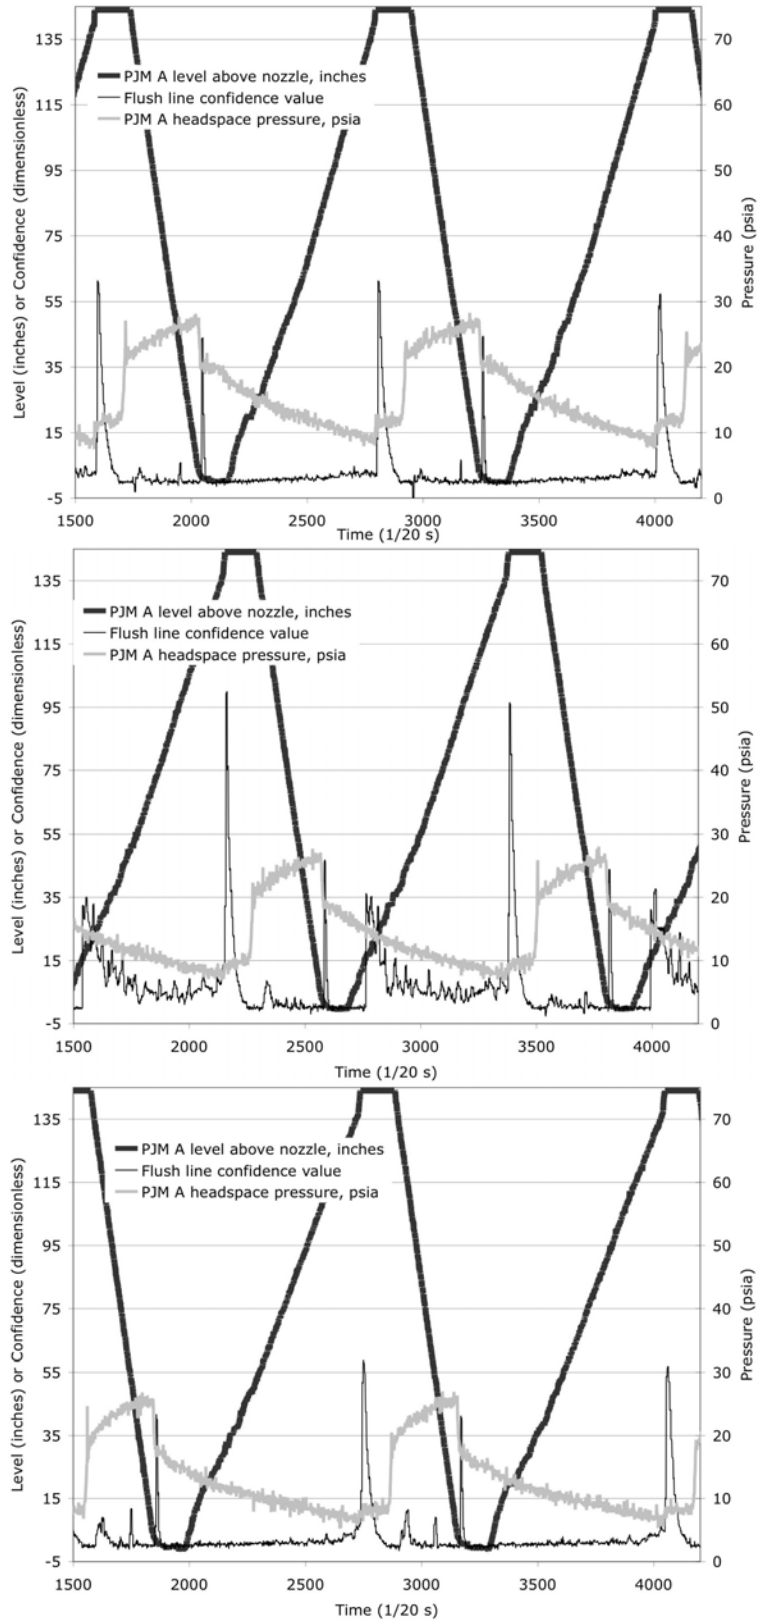 135
115
95
75
55
35
15
-5
Level (inches) or Confidence (dimensionless)
PJM A level above nozzle, inches
Flush line confidence value
PJM A headspace pressure, psia
70
60
50
40
30
20
10
0
Pressure (psia)
1500 2000 2500 3000 3500 4000
Time (1/20 s)
135
115
95
75
55
35
15
-5
Level (inches) or Confidence (dimensionless)
PJM A level above nozzle, inches
Flush line confidence value
PJM A headspace pressure, psia
70
60
50
40
30
20
10
0
Pressure (psia)
1500 2000 2500 3000 3500 4000
Time (1/20 s)
135
115
95
75
55
35
15
-5
Level (inches) or Confidence (dimensionless)
PJM A level above nozzle, inches
Flush line confidence value
PJM A headspace pressure, psia
70
60
50
40
30
20
10
0
Pressure (psia)
1500 2000 2500 3000 3500 4000
Time (1/20 s)